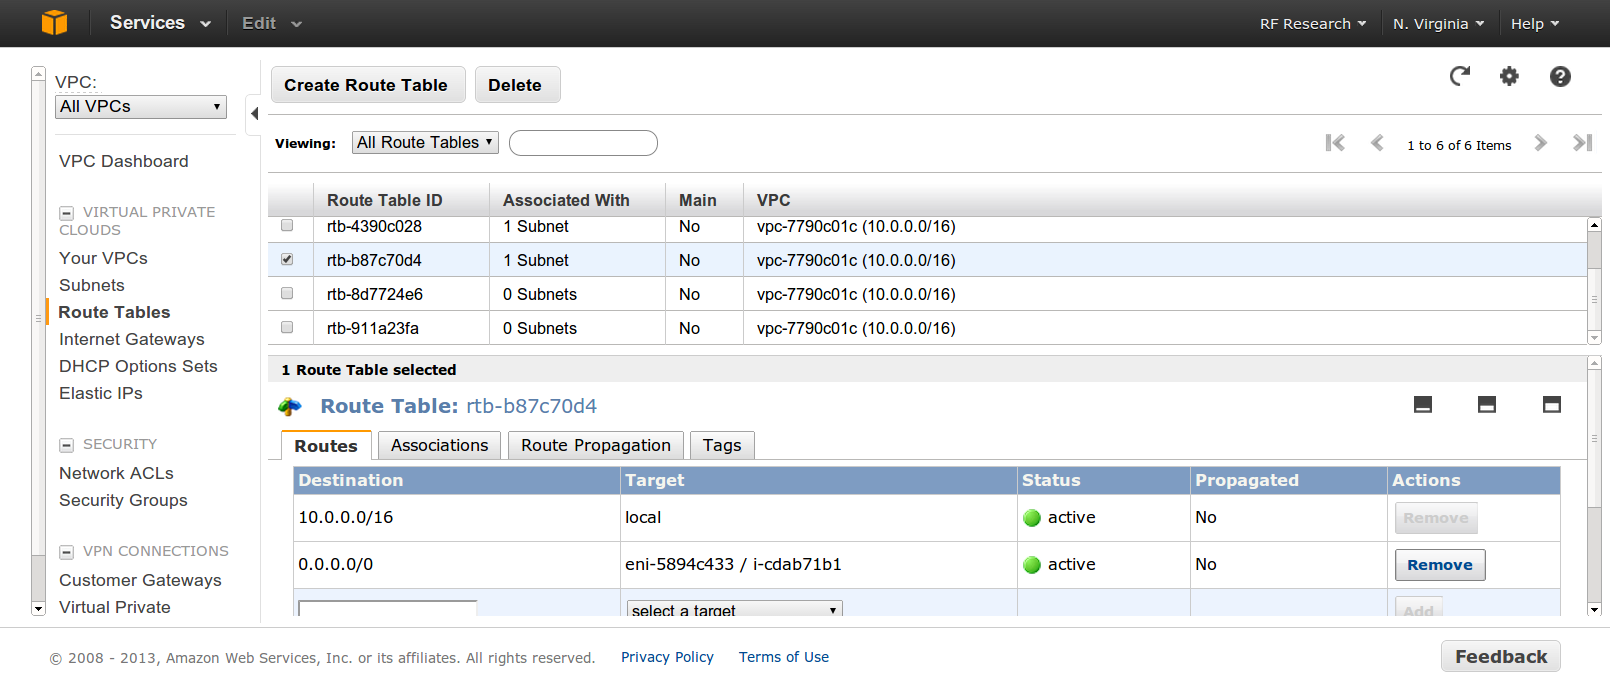 Services Edit RF Research N. Virginia Help
VPC:
All VPCs
VPC Dashboard
VIRTUAL PRIVATE
CLOUDS
Your VPCs
Subnets
Route Tables
Internet Gateways
DHCP Options Sets
Elastic IPs
SECURITY
Network ACLs
Security Groups
VPN CONNECTIONS
Customer Gateways
Virtual Private
Create Route Table Delete
Viewing: All Route Tables 1 to 6 of 6 Items
Route Table ID Associated With Main VPC
rtb-4390c028 1 Subnet No vpc-7790c01c (10.0.0.0/16)
rtb-b87c70d4 1 Subnet No vpc-7790c01c (10.0.0.0/16)
rtb-8d7724e6 0 Subnets No vpc-7790c01c (10.0.0.0/16)
rtb-911a23fa 0 Subnets No vpc-7790c01c (10.0.0.0/16)
1 Route Table selected
Route Table: rtb-b87c70d4
Routes Associations Route Propagation Tags
Destination Target Status Propagated Actions
10.0.0.0/16 local active No Remove
0.0.0.0/0 eni-5894c433 / i-cdab71b1 active No Remove
select a target Add
© 2008 - 2013, Amazon Web Services, Inc. or its affiliates. All rights reserved. Privacy Policy Terms of Use Feedback